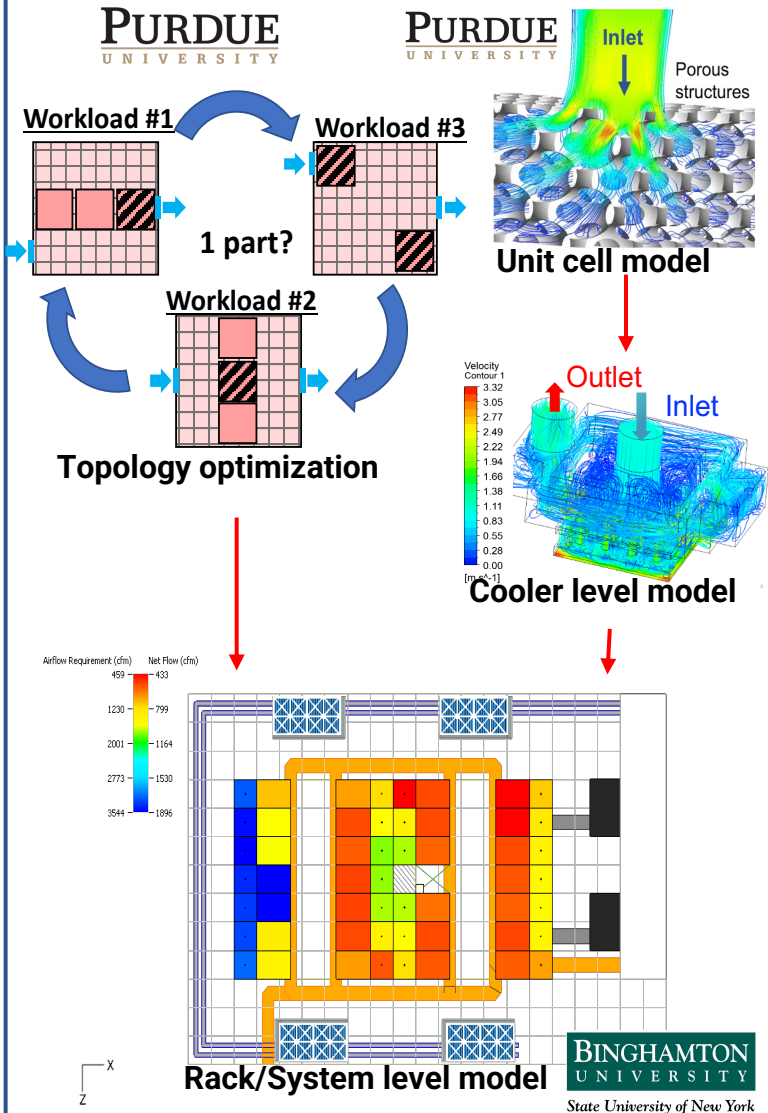 PURDUE
UNIVERSITY
PURDUE
UNIVERSITY
Inlet
Porous
structures
Workload #1
Workload #3
1 part?
Workload #2
Topology optimization
Unit cell model
Velocity
Contour 1
3.32
3.05
2.77
2.49
2.22
1.94
1.66
1.38
1.11
0.83
0.55
0.28
0.00
[m s^-1]
Outlet
Inlet
Cooler level model
Airflow Requirement (cfm) Net Flow (cfm)
459 433
1230 799
2001 1164
2773 1530
3544 1896
X
Z
Rack/System level model
BINGHAMTON
UNIVERSITY
State University of New York